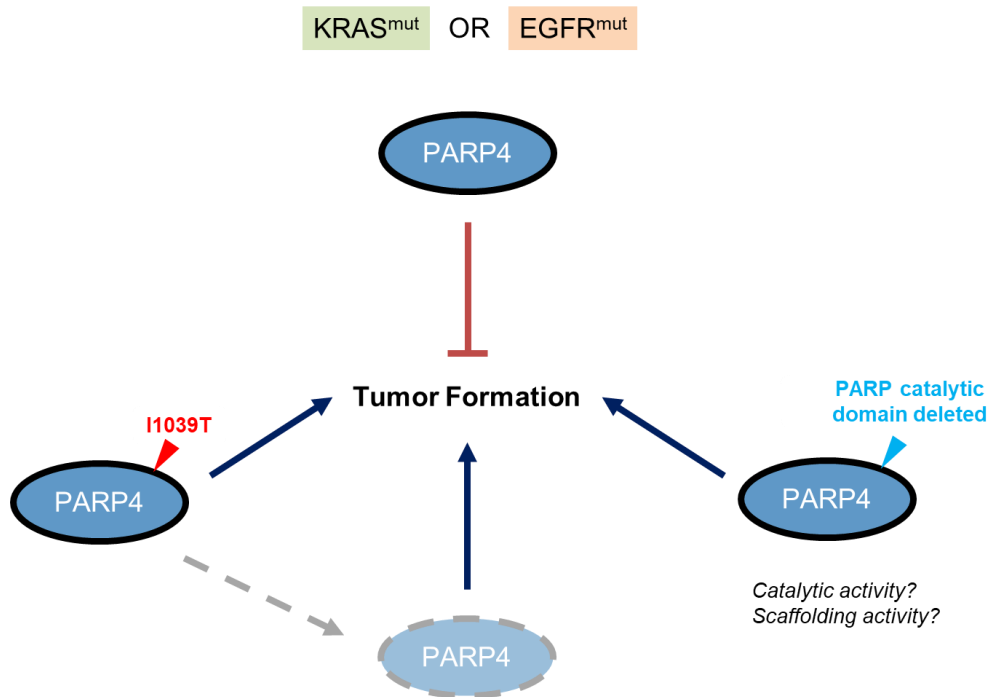 KRASmut OR EGFRmut
PARP4
Tumor Formation
I1039T
PARP catalytic
domain deleted
PARP4
PARP4
Catalytic activity?
Scaffolding activity?
PARP4